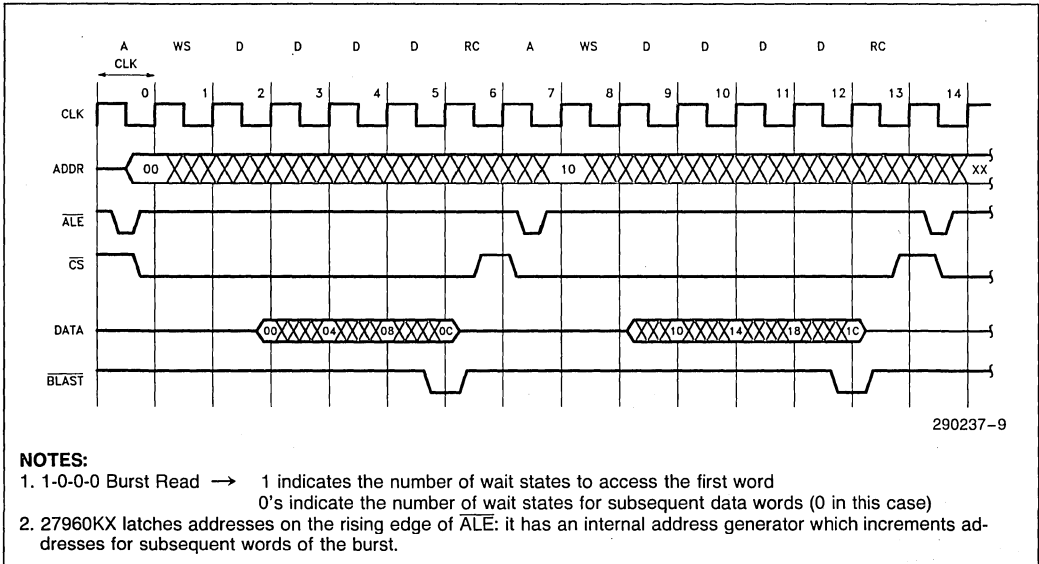 A WS D D D D RC A WS D D D D RC
CLK
0 1 2 3 4 5 6 7 8 9 10 11 12 13 14
CLK
ADDR 00 10 XX
ALE
CS
DATA 00 04 08 0C 10 14 18 1C
BLAST
290237–9
NOTES:
1. 1-0-0-0 Burst Read → 1 indicates the number of wait states to access the first word
0's indicate the number of wait states for subsequent data words (0 in this case)
2. 27960KX latches addresses on the rising edge of ALE: it has an internal address generator which increments ad-
dresses for subsequent words of the burst.